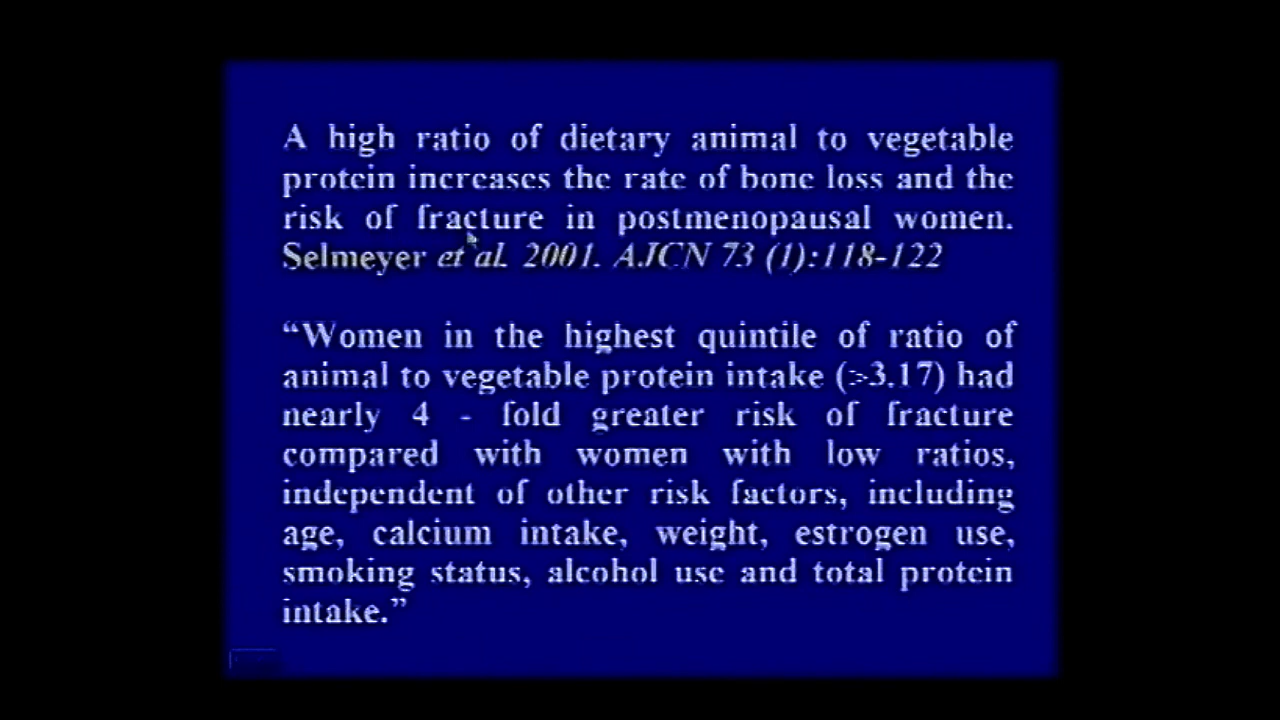 A high ratio of dietary animal to vegetable
protein increases the rate of bone loss and the
risk of fracture in postmenopausal women.
Selmeyer et al. 2001. AJCN 73 (1):118-122
“Women in the highest quintile of ratio of
animal to vegetable protein intake (>3.17) had
nearly 4 - fold greater risk of fracture
compared with women with low ratios,
independent of other risk factors, including
age, calcium intake, weight, estrogen use,
smoking status, alcohol use and total protein
intake.”